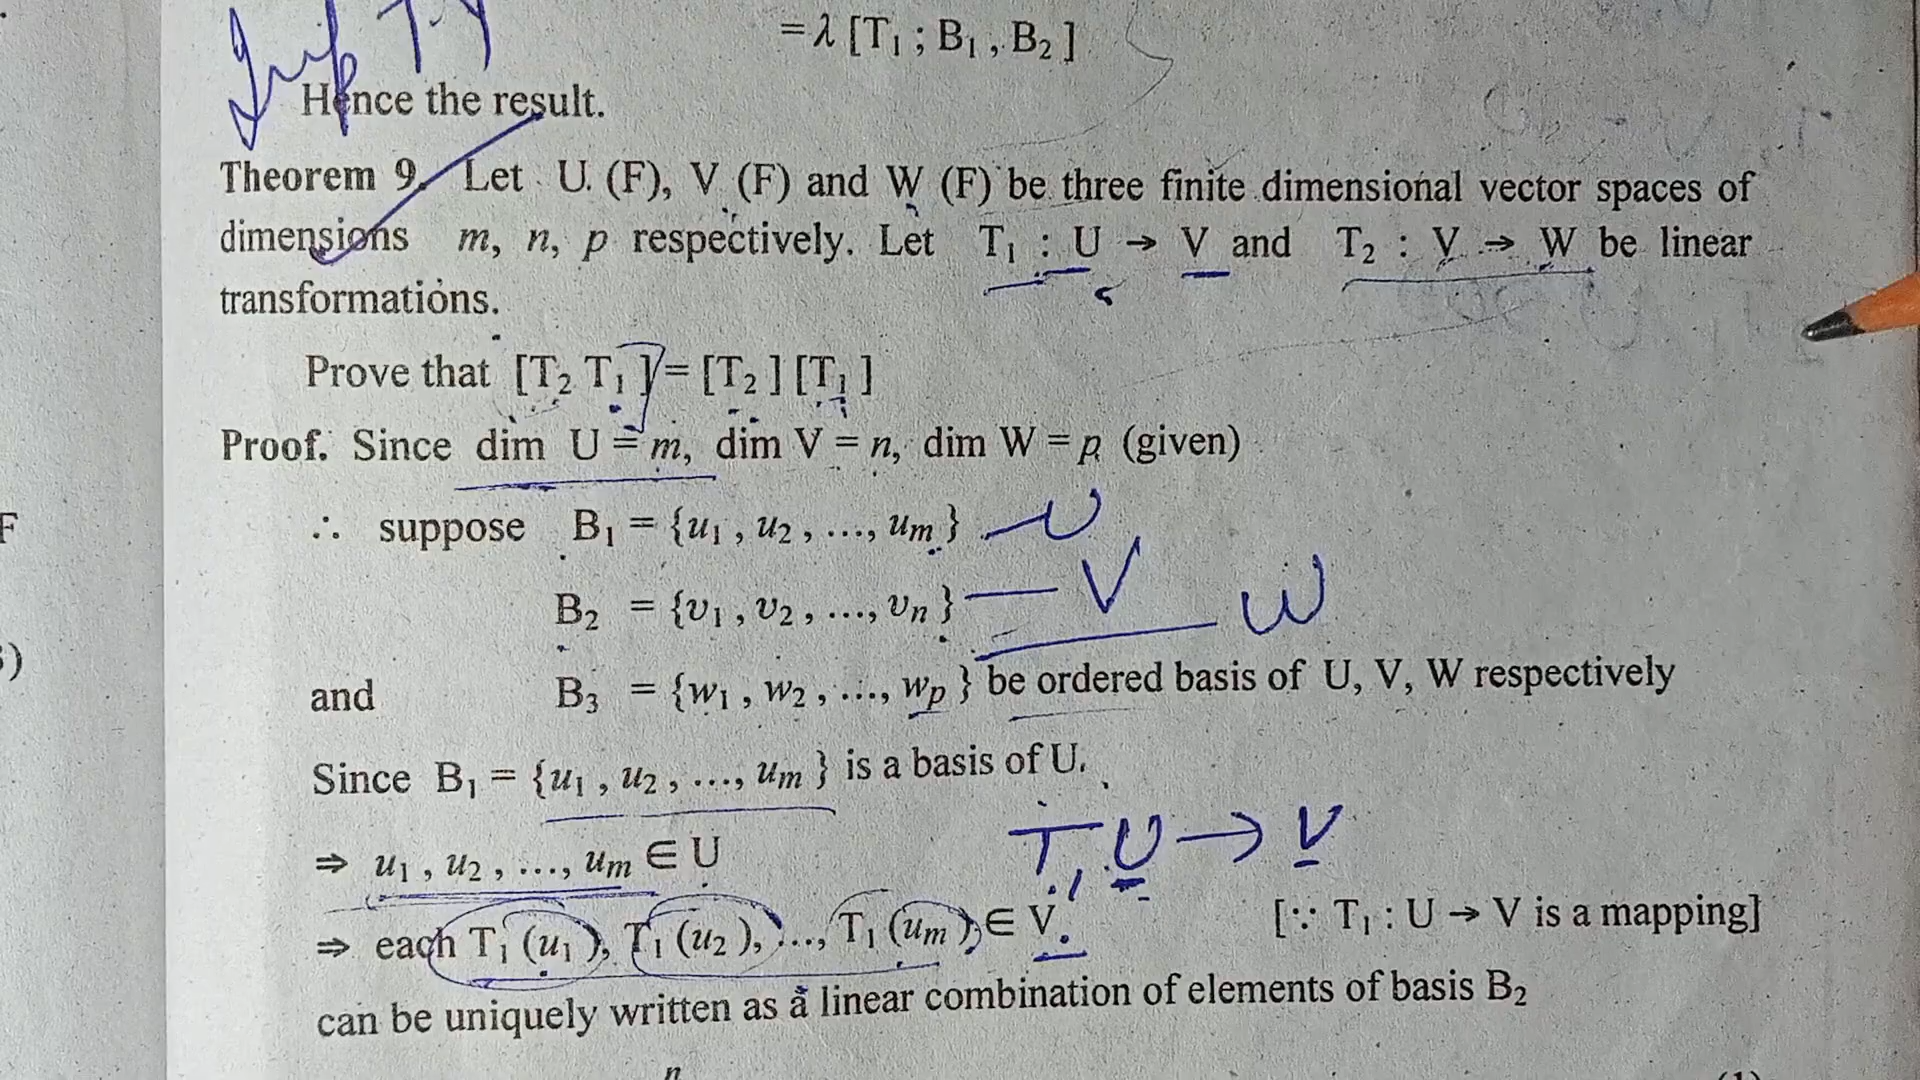 Imp T.Y
= λ [T₁ ; B₁ , B₂ ]
Hence the result.
Theorem 9. Let U (F), V (F) and W (F) be three finite dimensional vector spaces of
dimensions m, n, p respectively. Let T₁ : U → V and T₂ : V → W be linear
transformations.
Prove that [T₂ T₁ ] = [T₂ ] [T₁ ]
Proof. Since dim U = m, dim V = n, dim W = p (given)
∴ suppose B₁ = {u₁ , u₂ , ..., uₘ } — U
B₂ = {v₁ , v₂ , ..., vₙ } — V
W
and B₃ = {w₁ , w₂ , ..., wₚ } be ordered basis of U, V, W respectively
Since B₁ = {u₁ , u₂ , ..., uₘ } is a basis of U.
T₁ U → V
⇒ u₁ , u₂ , ..., uₘ ∈ U
⇒ each T₁ (u₁ ), T₁ (u₂ ), ..., T₁ (uₘ ) ∈ V. [∵ T₁ : U → V is a mapping]
can be uniquely written as a linear combination of elements of basis B₂
n